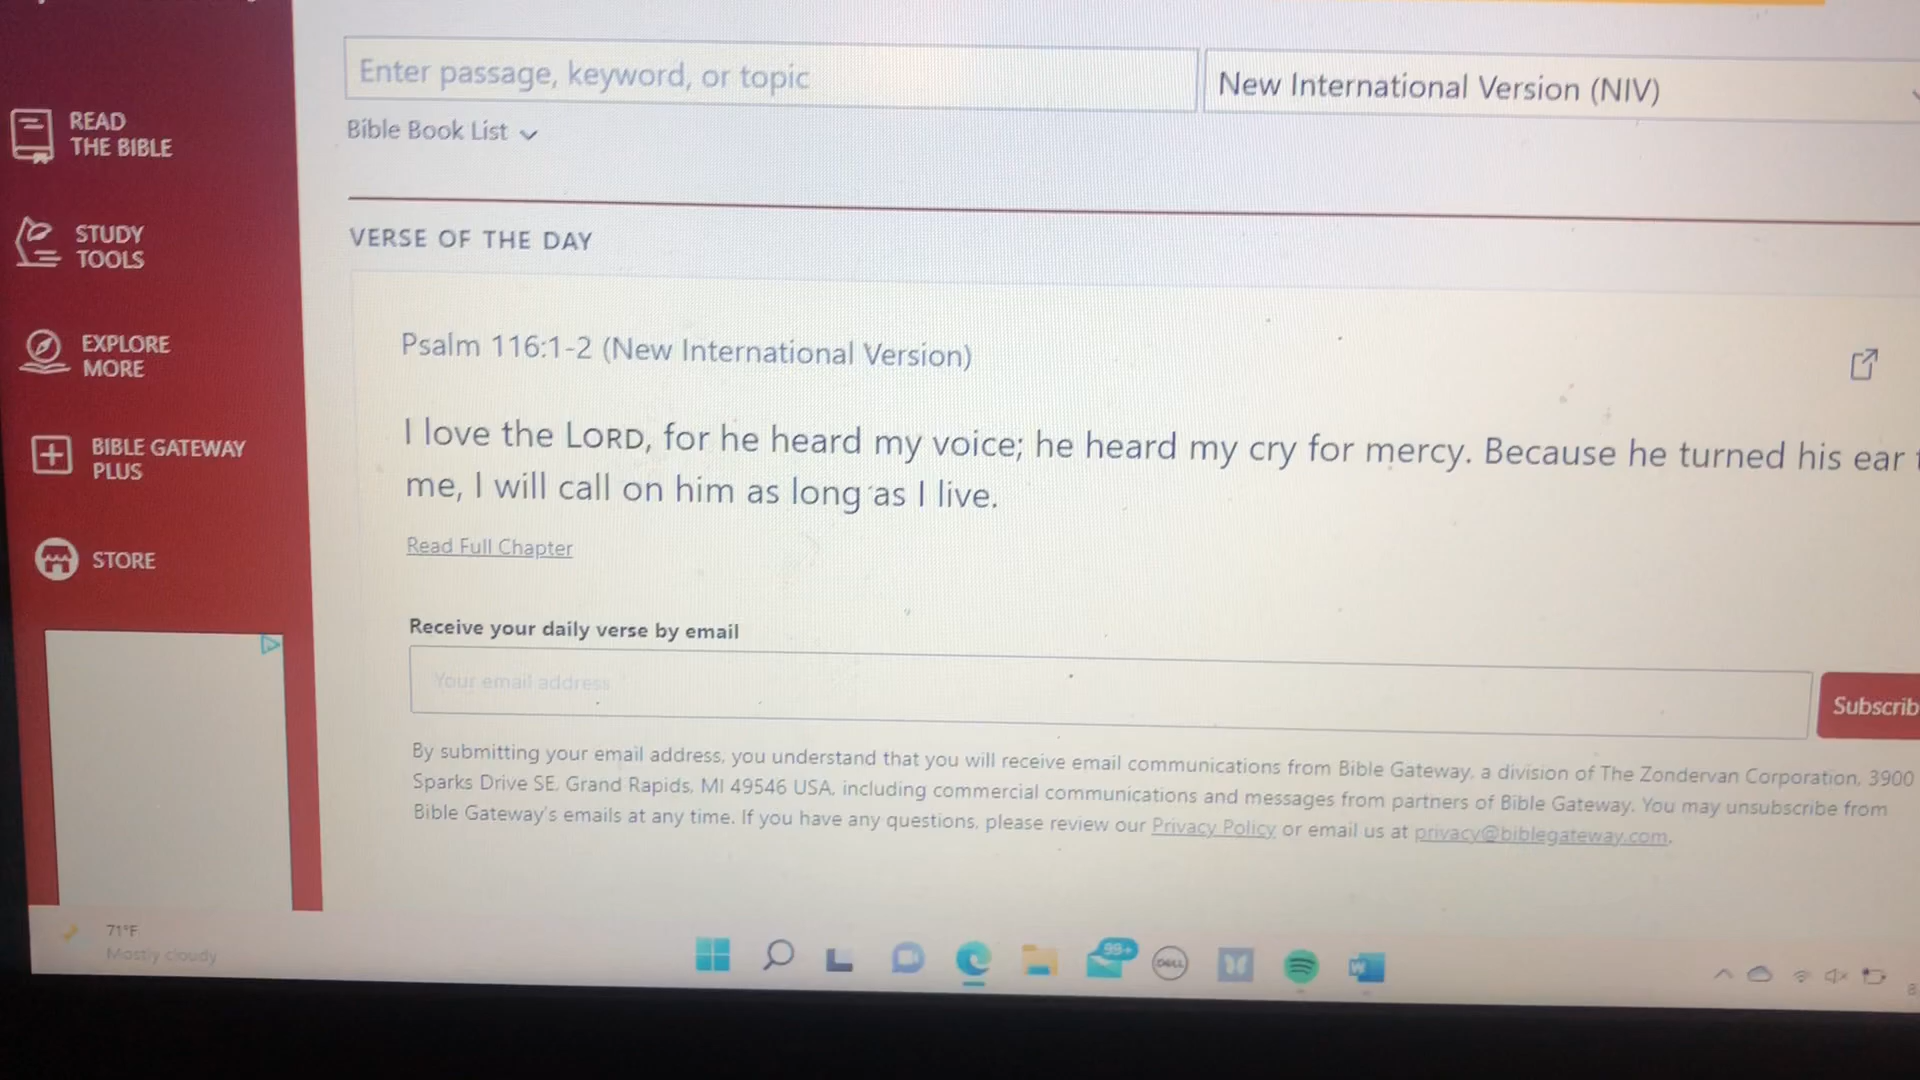 Enter passage, keyword, or topic
New International Version (NIV)
Bible Book List
READ
THE BIBLE
STUDY
TOOLS
EXPLORE
MORE
BIBLE GATEWAY
PLUS
STORE
VERSE OF THE DAY
Psalm 116:1-2 (New International Version)
I love the LORD, for he heard my voice; he heard my cry for mercy. Because he turned his ear
me, I will call on him as long as I live.
Read Full Chapter
Receive your daily verse by email
Your email address
Subscrib
By submitting your email address, you understand that you will receive email communications from Bible Gateway, a division of The Zondervan Corporation, 3900
Sparks Drive SE, Grand Rapids, MI 49546 USA, including commercial communications and messages from partners of Bible Gateway. You may unsubscribe from
Bible Gateway's emails at any time. If you have any questions, please review our Privacy Policy or email us at privacy@biblegateway.com.
71°F
Mostly cloudy
99+
DELL
W
8